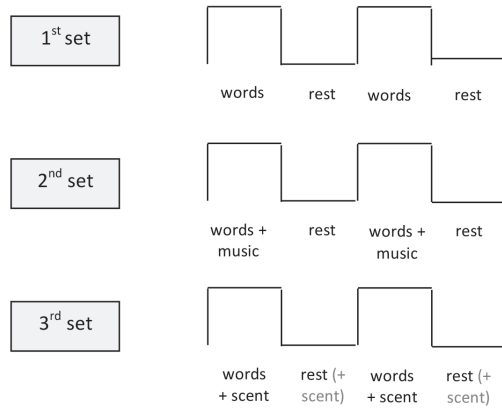 1st set
words rest words rest
2nd set
words + rest words + rest
music music
3rd set
words rest (+ words rest (+
+ scent scent) + scent scent)